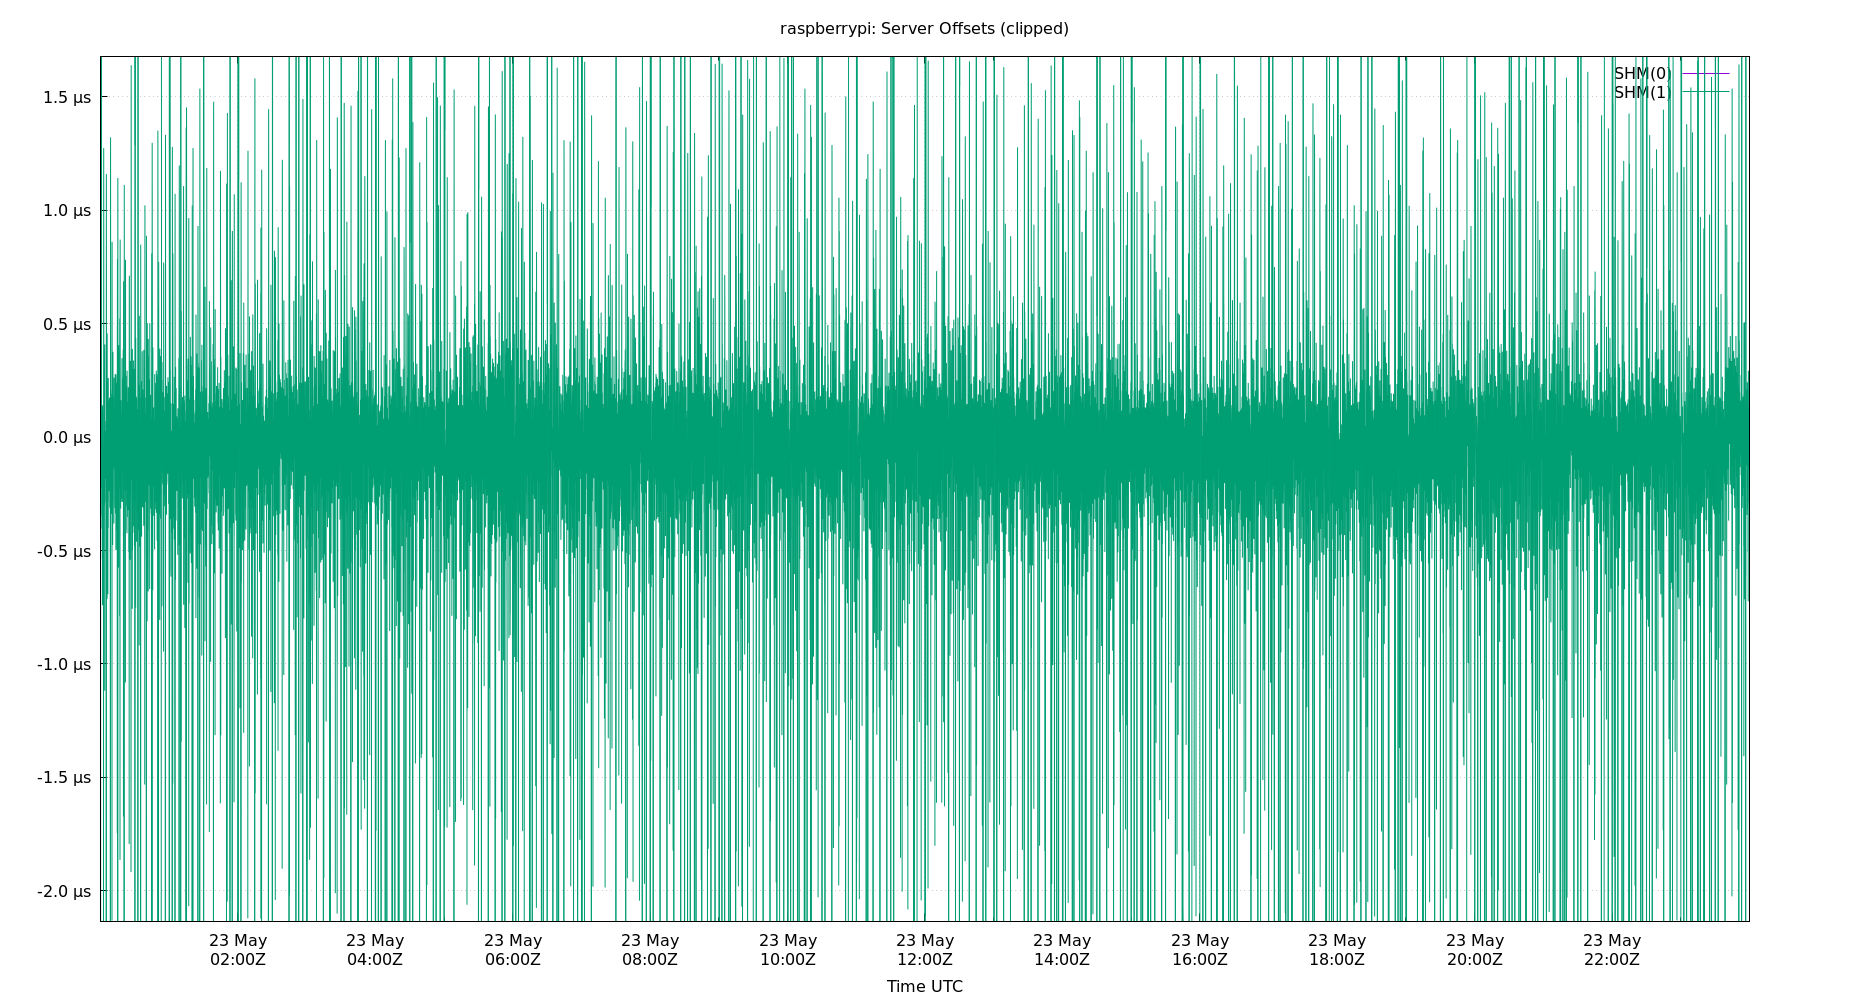 raspberrypi: Server Offsets (clipped)
SHM(0)
SHM(1)
1.5 µs
1.0 µs
0.5 µs
0.0 µs
-0.5 µs
-1.0 µs
-1.5 µs
-2.0 µs
23 May 23 May 23 May 23 May 23 May 23 May 23 May 23 May 23 May 23 May 23 May
02:00Z 04:00Z 06:00Z 08:00Z 10:00Z 12:00Z 14:00Z 16:00Z 18:00Z 20:00Z 22:00Z
Time UTC